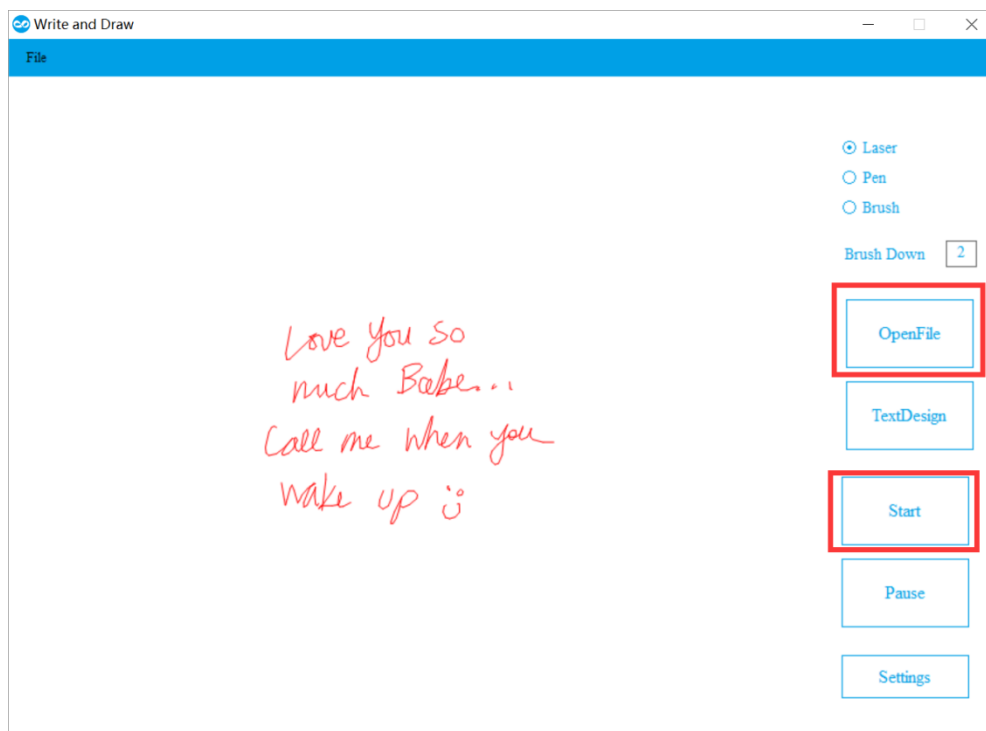 Write and Draw
File
Laser
Pen
Brush
Brush Down 2
OpenFile
TextDesign
Start
Pause
Settings
Love you so
much Babe...
Call me when you
wake up :)